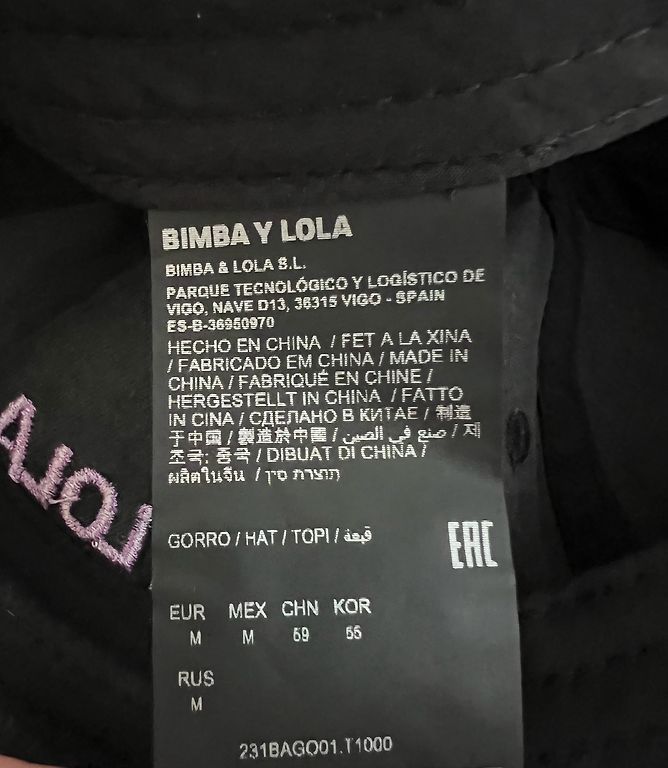 BIMBA Y LOLA
BIMBA & LOLA S.L.
PARQUE TECNOLÓGICO Y LOGÍSTICO DE
VIGO, NAVE D13, 36315 VIGO - SPAIN
ES-B-36950970
HECHO EN CHINA / FET A LA XINA
/ FABRICADO EM CHINA / MADE IN
CHINA / FABRIQUÉ EN CHINE /
HERGESTELLT IN CHINA / FATTO
IN CINA / СДЕЛАНО В КИТАЕ / 制造
于中国 / 製造於中國 / صنع في الصين / 제
조국: 중국 / DIBUAT DI CHINA /
ผลิตในจีน / תוצרת סין
GORRO / HAT / TOPI / قبعة
EAC
EUR MEX CHN KOR
M M 59 55
RUS
M
231BAGO01.T1000
LOLA